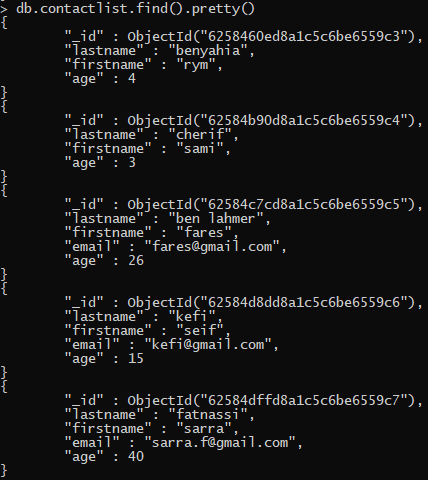 > db.contactlist.find().pretty()
{
"_id" : ObjectId("6258460ed8a1c5c6be6559c3"),
"lastname" : "benyahia",
"firstname" : "rym",
"age" : 4
}
{
"_id" : ObjectId("62584b90d8a1c5c6be6559c4"),
"lastname" : "cherif",
"firstname" : "sami",
"age" : 3
}
{
"_id" : ObjectId("62584c7cd8a1c5c6be6559c5"),
"lastname" : "ben lahmer",
"firstname" : "fares",
"email" : "fares@gmail.com",
"age" : 26
}
{
"_id" : ObjectId("62584d8dd8a1c5c6be6559c6"),
"lastname" : "kefi",
"firstname" : "seif",
"email" : "kefi@gmail.com",
"age" : 15
}
{
"_id" : ObjectId("62584dffd8a1c5c6be6559c7"),
"lastname" : "fatnassi",
"firstname" : "sarra",
"email" : "sarra.f@gmail.com",
"age" : 40
}